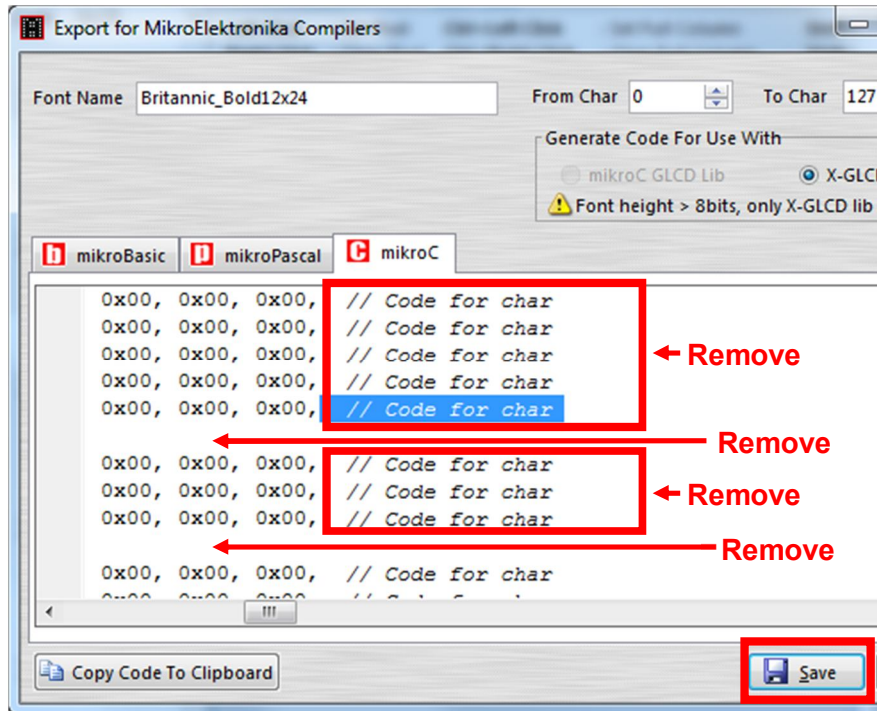 Export for MikroElektronika Compilers
Font Name Britannic_Bold12x24 From Char 0 To Char 127
Generate Code For Use With
mikroC GLCD Lib X-GLC
Font height > 8bits, only X-GLCD lib
mikroBasic mikroPascal mikroC
0x00, 0x00, 0x00, // Code for char
0x00, 0x00, 0x00, // Code for char
0x00, 0x00, 0x00, // Code for char
Remove
0x00, 0x00, 0x00, // Code for char
0x00, 0x00, 0x00, // Code for char
Remove
0x00, 0x00, 0x00, // Code for char
0x00, 0x00, 0x00, // Code for char
Remove
0x00, 0x00, 0x00, // Code for char
Remove
0x00, 0x00, 0x00, // Code for char
Copy Code To Clipboard Save